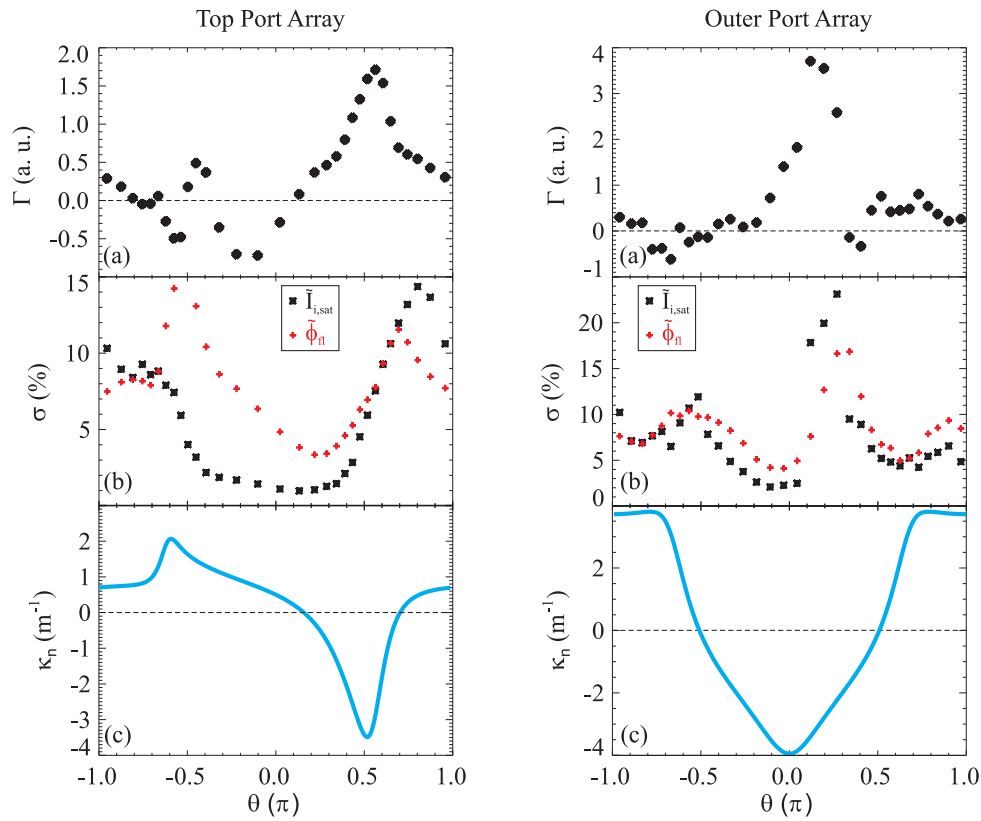 Top Port Array
Outer Port Array
2.0
1.5
1.0
0.5
0.0
-0.5
Γ (a. u.)
(a)
4
3
2
1
0
-1
Γ (a. u.)
(a)
15
10
5
σ (%)
Ĩi,sat
ϕ̃fl
(b)
20
15
10
5
0
σ (%)
Ĩi,sat
ϕ̃fl
(b)
2
1
0
-1
-2
-3
-4
κn (m-1)
(c)
2
0
-2
-4
κn (m-1)
(c)
-1.0 -0.5 0.0 0.5 1.0
θ (π)
-1.0 -0.5 0.0 0.5 1.0
θ (π)